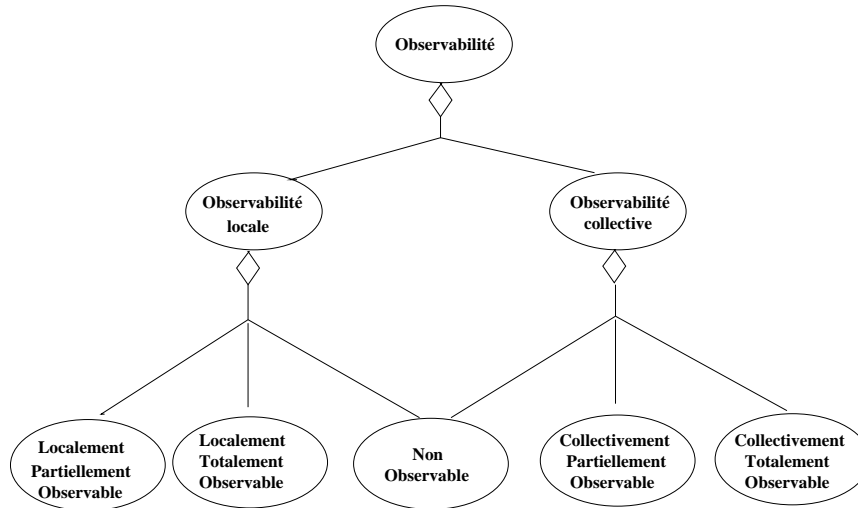 Observabilité
Observabilité
locale
Observabilité
collective
Localement
Partiellement
Observable
Localement
Totalement
Observable
Non
Observable
Collectivement
Partiellement
Observable
Collectivement
Totalement
Observable